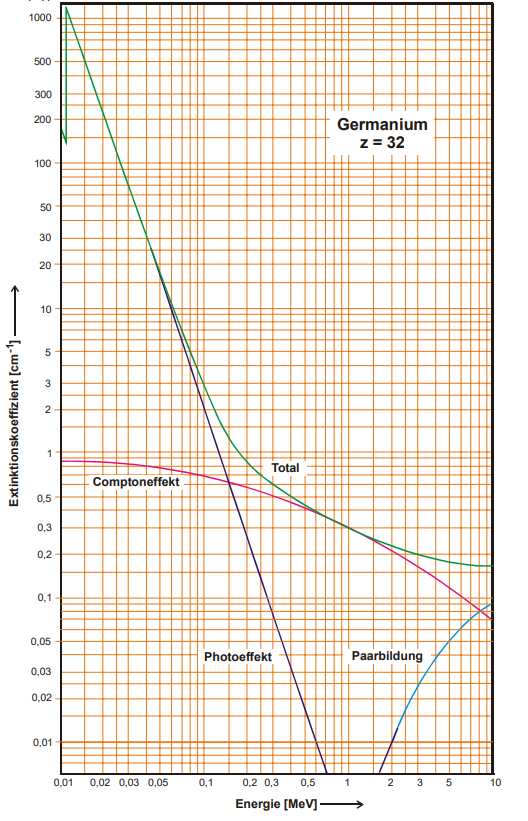 1000
500
300
200
100
50
30
20
10
5
3
2
1
0,5
0,3
0,2
0,1
0,05
0,03
0,02
0,01
Extinktionskoeffizient [cm⁻¹]
Germanium
z = 32
Total
Comptoneffekt
Photoeffekt
Paarbildung
0,01 0,02 0,03 0,05 0,1 0,2 0,3 0,5 1 2 3 5 10
Energie [MeV]